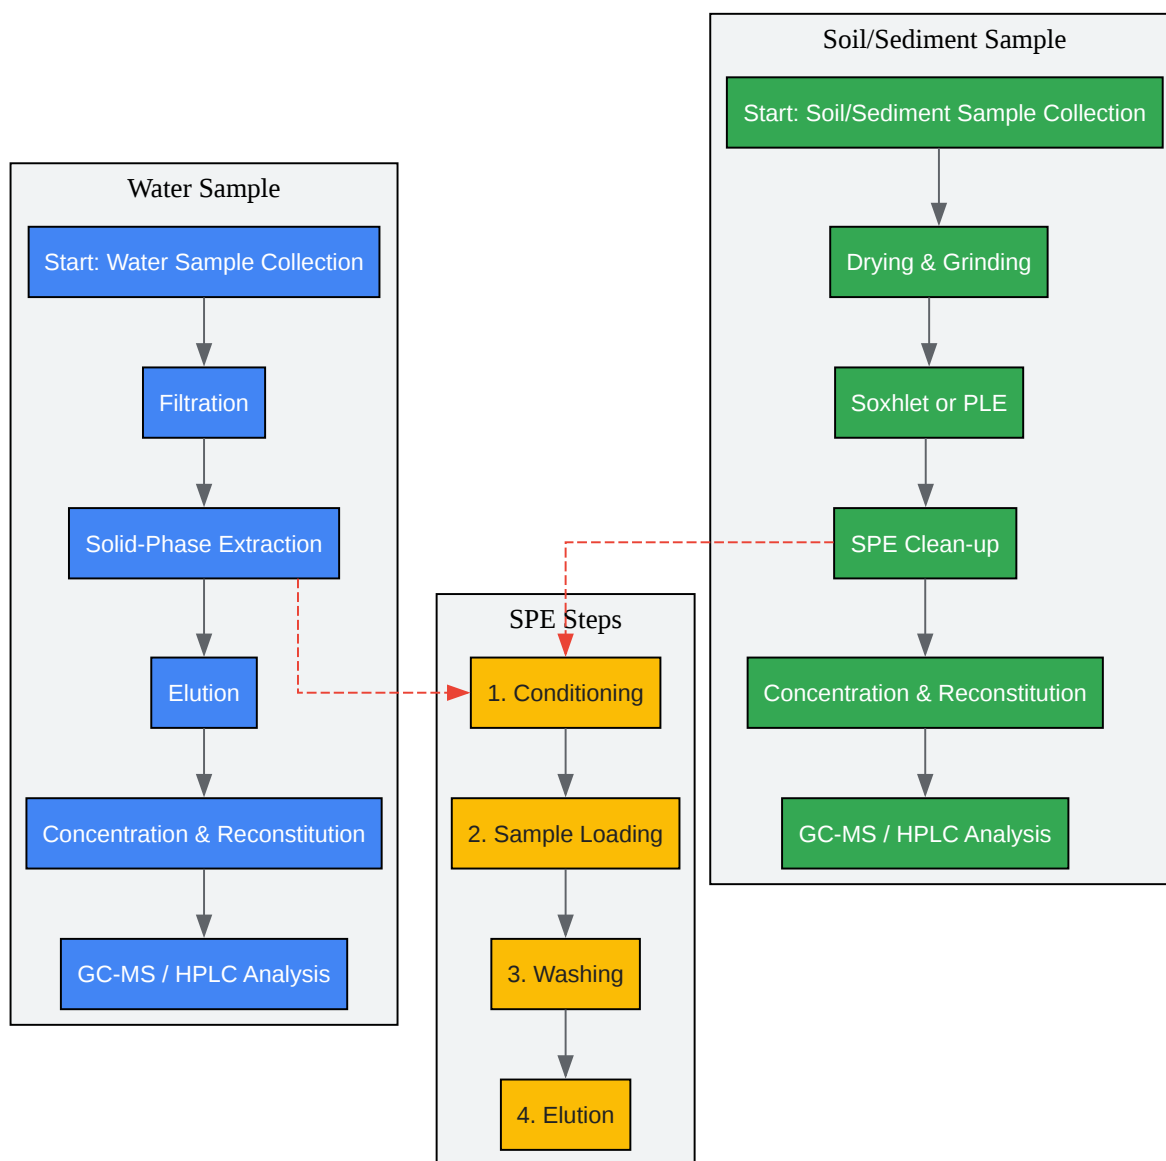 Water Sample
Start: Water Sample Collection
Filtration
Solid-Phase Extraction
Elution
Concentration & Reconstitution
GC-MS / HPLC Analysis
SPE Steps
1. Conditioning
2. Sample Loading
3. Washing
4. Elution
Soil/Sediment Sample
Start: Soil/Sediment Sample Collection
Drying & Grinding
Soxhlet or PLE
SPE Clean-up
Concentration & Reconstitution
GC-MS / HPLC Analysis